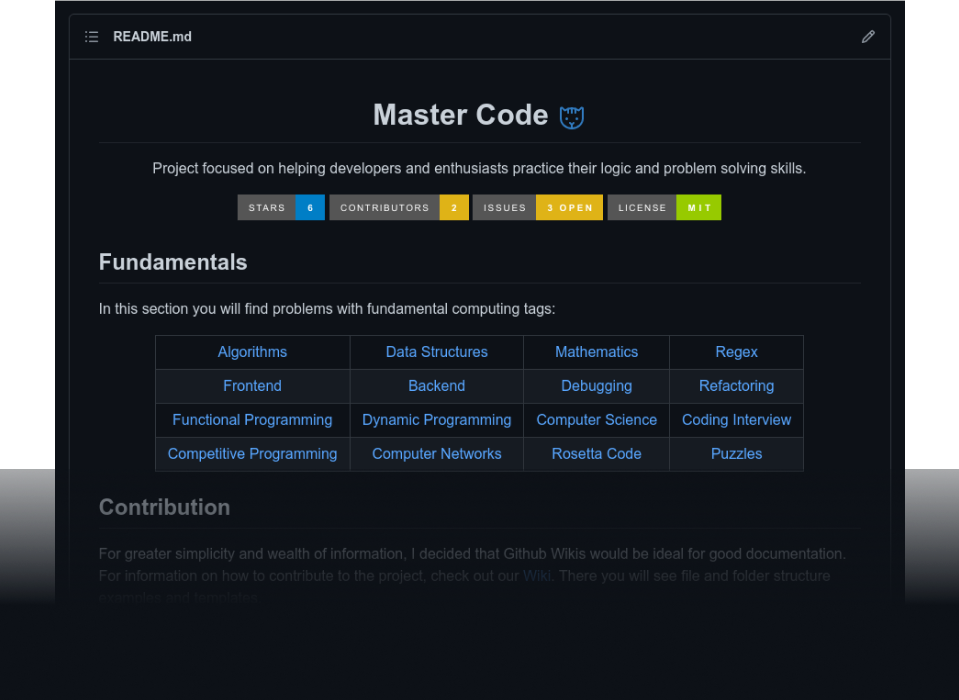 README.md
Master Code
Project focused on helping developers and enthusiasts practice their logic and problem solving skills.
STARS 6 CONTRIBUTORS 2 ISSUES 3 OPEN LICENSE MIT
Fundamentals
In this section you will find problems with fundamental computing tags:
Algorithms Data Structures Mathematics Regex
Frontend Backend Debugging Refactoring
Functional Programming Dynamic Programming Computer Science Coding Interview
Competitive Programming Computer Networks Rosetta Code Puzzles
Contribution
For greater simplicity and wealth of information, I decided that Github Wikis would be ideal for good documentation.
For information on how to contribute to the project, check out our Wiki. There you will see file and folder structure
examples and templates.